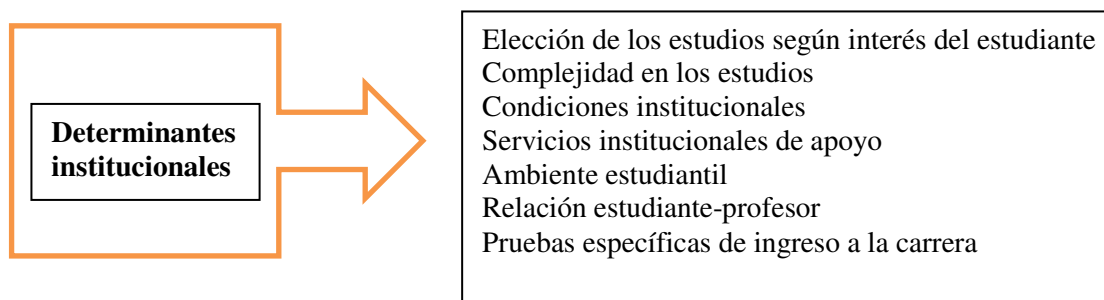 Determinantes
institucionales
Elección de los estudios según interés del estudiante
Complejidad en los estudios
Condiciones institucionales
Servicios institucionales de apoyo
Ambiente estudiantil
Relación estudiante-profesor
Pruebas específicas de ingreso a la carrera